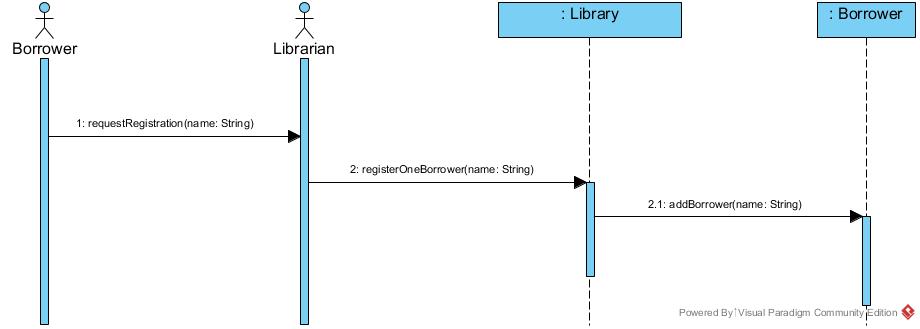 : Library
: Borrower
Borrower
Librarian
1: requestRegistration(name: String)
2: registerOneBorrower(name: String)
2.1: addBorrower(name: String)
Powered By Visual Paradigm Community Edition